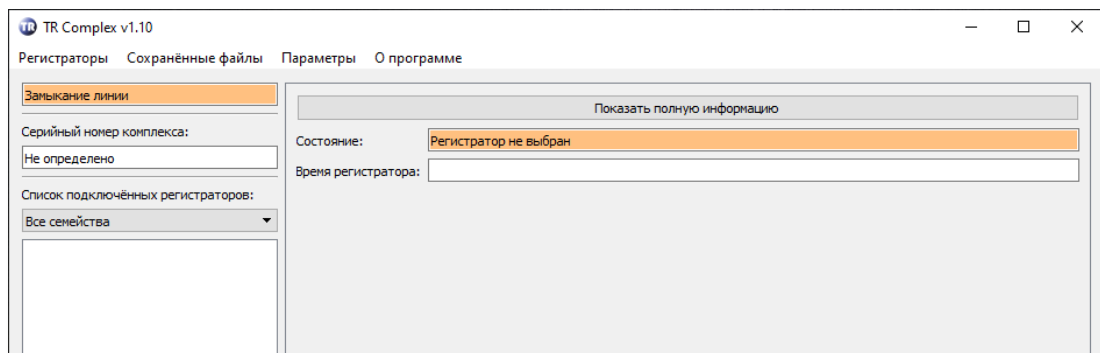 TR TR Complex v1.10
Регистраторы Сохранённые файлы Параметры О программе
Замыкание линии
Серийный номер комплекса:
Не определено
Список подключённых регистраторов:
Все семейства
Показать полную информацию
Состояние: Регистратор не выбран
Время регистратора: